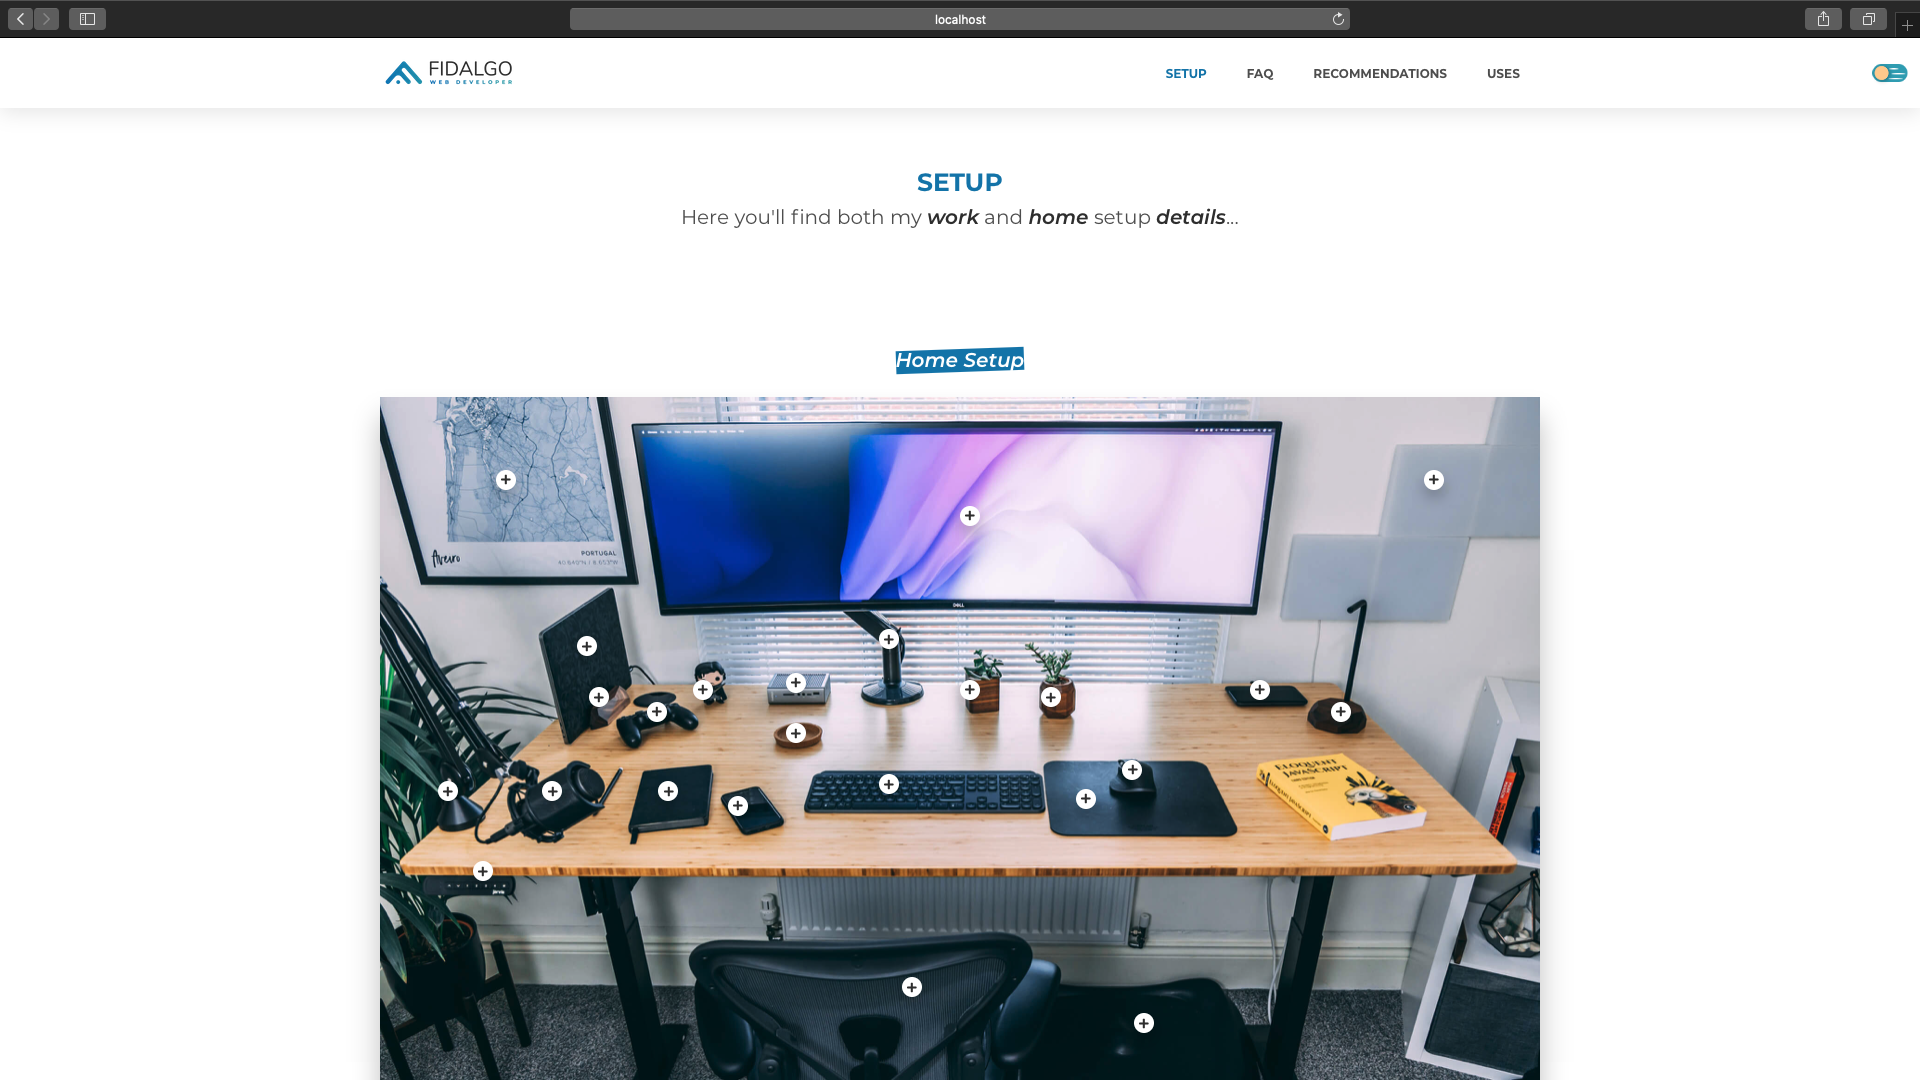 localhost
FIDALGO
WEB DEVELOPER
SETUP
FAQ
RECOMMENDATIONS
USES
SETUP
Here you'll find both my work and home setup details...
Home Setup
Aveiro
PORTUGAL
40.640°N / 8.653°W
DELL
ELOQUENT
JAVASCRIPT
jarvis